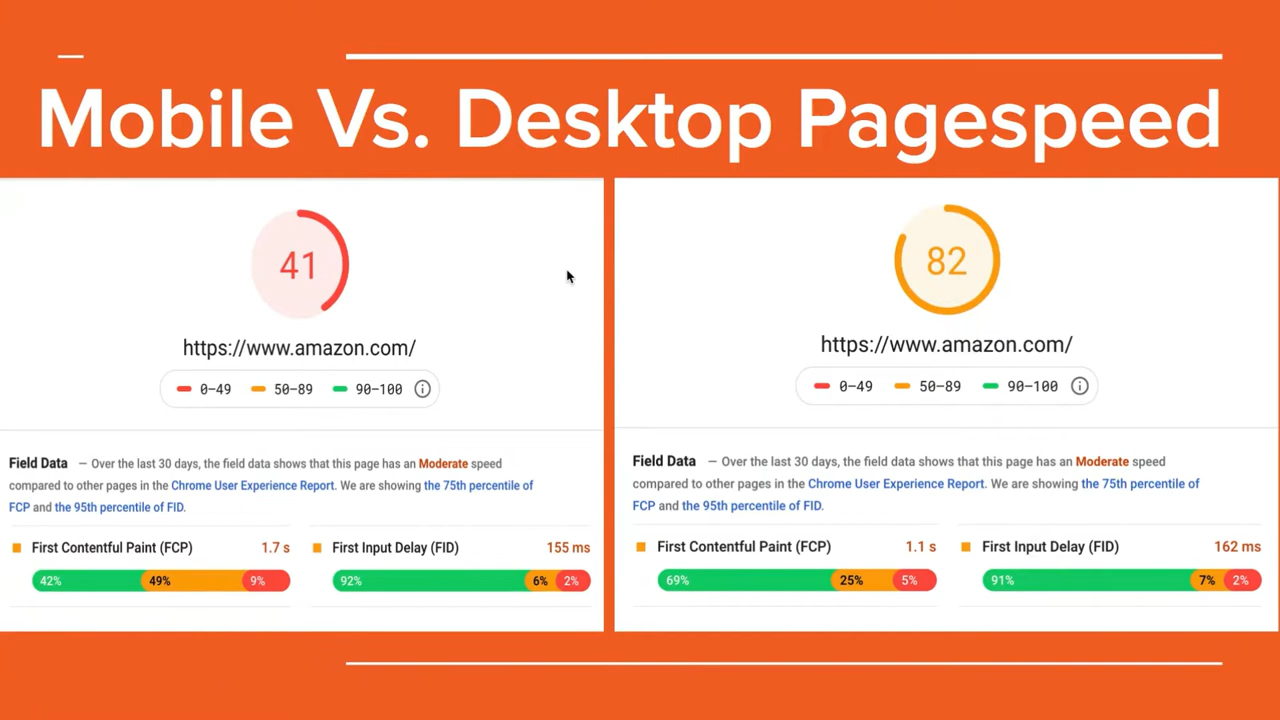 Mobile Vs. Desktop Pagespeed
41
https://www.amazon.com/
0–49 50–89 90–100
Field Data — Over the last 30 days, the field data shows that this page has an Moderate speed
compared to other pages in the Chrome User Experience Report. We are showing the 75th percentile of
FCP and the 95th percentile of FID.
First Contentful Paint (FCP) 1.7 s
42% 49% 9%
First Input Delay (FID) 155 ms
92% 6% 2%
82
https://www.amazon.com/
0–49 50–89 90–100
Field Data — Over the last 30 days, the field data shows that this page has an Moderate speed
compared to other pages in the Chrome User Experience Report. We are showing the 75th percentile of
FCP and the 95th percentile of FID.
First Contentful Paint (FCP) 1.1 s
69% 25% 5%
First Input Delay (FID) 162 ms
91% 7% 2%